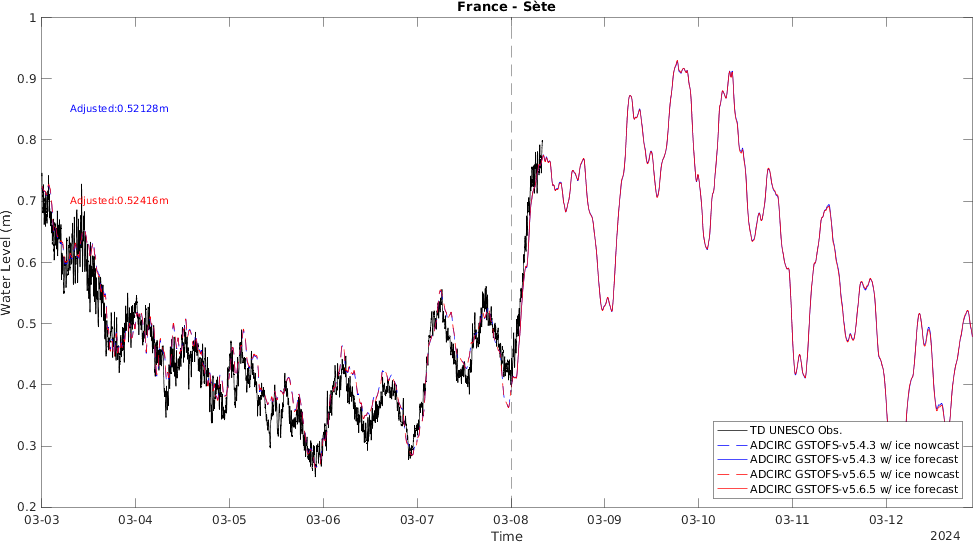 France - Sète
1
0.9
0.8
0.7
0.6
0.5
0.4
0.3
0.2
Water Level (m)
Adjusted:0.52128m
Adjusted:0.52416m
TD UNESCO Obs.
ADCIRC GSTOFS-v5.4.3 w/ ice nowcast
ADCIRC GSTOFS-v5.4.3 w/ ice forecast
ADCIRC GSTOFS-v5.6.5 w/ ice nowcast
ADCIRC GSTOFS-v5.6.5 w/ ice forecast
03-03 03-04 03-05 03-06 03-07 03-08 03-09 03-10 03-11 03-12
Time
2024